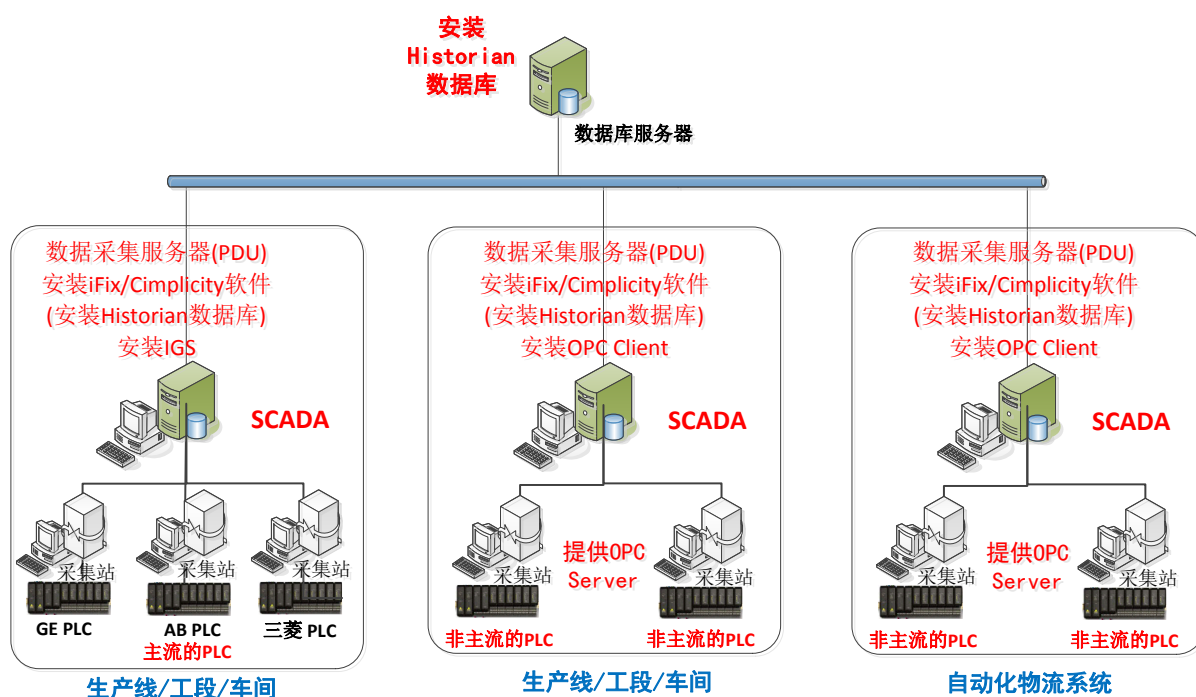 安装
Historian
数据库
数据库服务器
数据采集服务器(PDU)
安装iFix/Cimplicity软件
(安装Historian数据库)
安装IGS
SCADA
采集站
采集站
采集站
GE PLC
AB PLC
三菱 PLC
主流的PLC
生产线/工段/车间
数据采集服务器(PDU)
安装iFix/Cimplicity软件
(安装Historian数据库)
安装OPC Client
SCADA
提供OPC
Server
采集站
采集站
非主流的PLC
非主流的PLC
生产线/工段/车间
数据采集服务器(PDU)
安装iFix/Cimplicity软件
(安装Historian数据库)
安装OPC Client
SCADA
提供OPC
Server
采集站
采集站
非主流的PLC
非主流的PLC
自动化物流系统